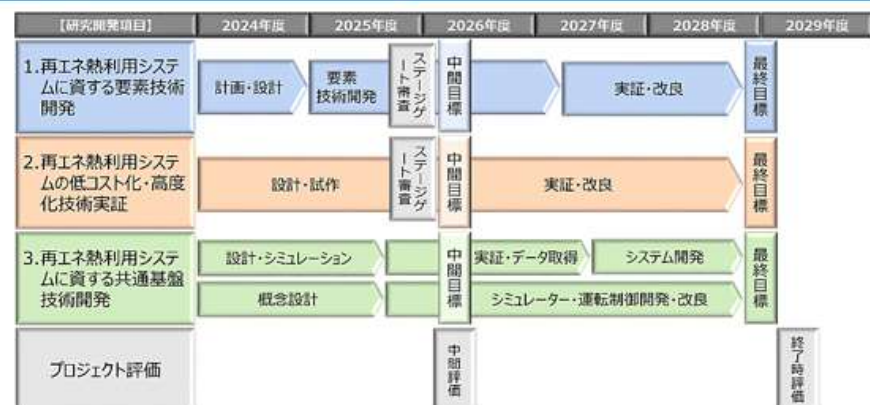 【研究開発項目】
2024年度
2025年度
2026年度
2027年度
2028年度
2029年度
1.再エネ熱利用システ
ムに資する要素技術
開発
計画・設計
要素
技術開発
ステージゲ
ート審査
中間目標
実証・改良
最終目標
2.再エネ熱利用システ
ムの低コスト化・高度
化技術実証
設計・試作
ステージゲ
ート審査
中間目標
実証・改良
最終目標
3.再エネ熱利用システ
ムに資する共通基盤
技術開発
設計・シミュレーション
中間目標
実証・データ取得
システム開発
最終目標
概念設計
シミュレーター・運転制御開発・改良
プロジェクト評価
中間評価
終了時評価